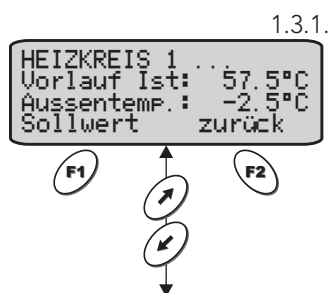 1.3.1.
HEIZKREIS 1 ...
Vorlauf Ist: 57.5°C
Aussentemp.: -2.5°C
Sollwert zurück
F1 F2